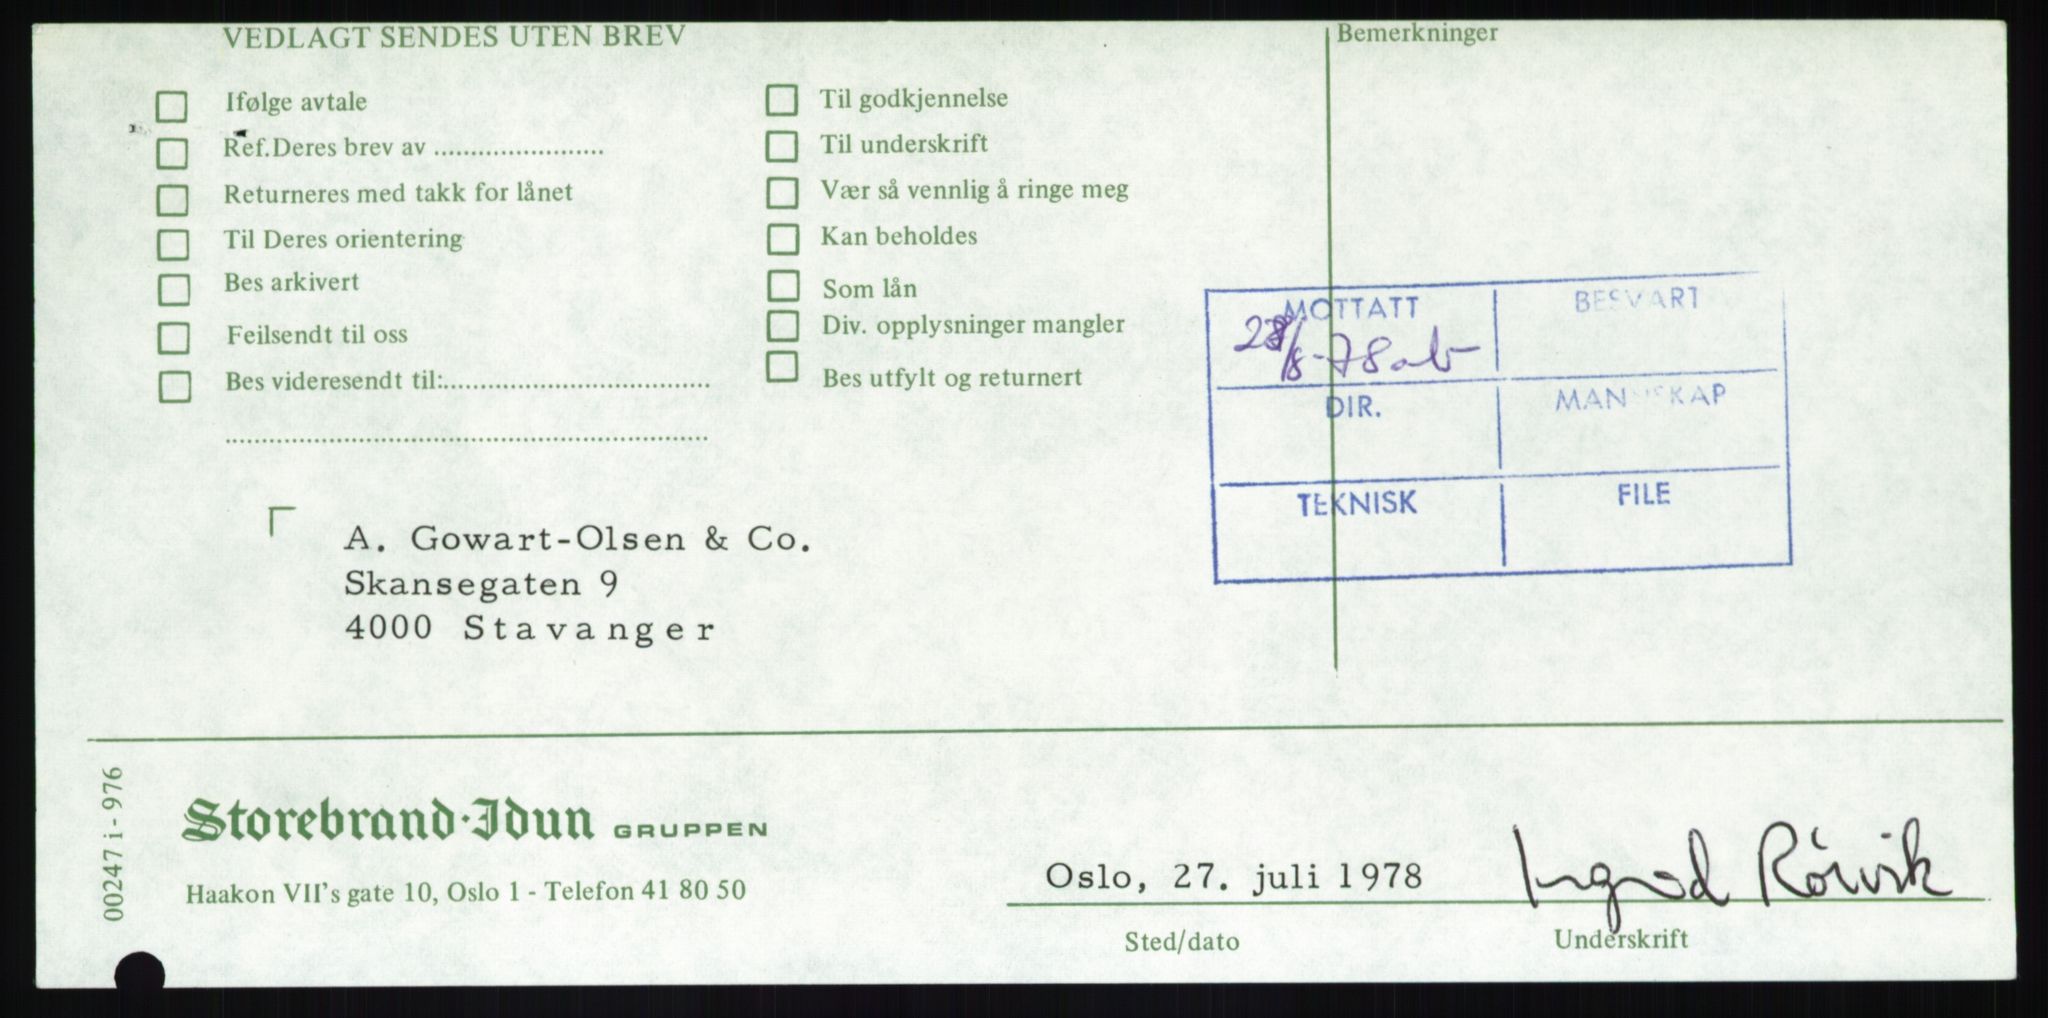 VEDLAGT SENDES UTEN BREV
Ifølge avtale
Ref.Deres brev av .......................
Returneres med takk for lånet
Til Deres orientering
Bes arkivert
Feilsendt til oss
Bes videresendt til:....................................
Til godkjennelse
Til underskrift
Vær så vennlig å ringe meg
Kan beholdes
Som lån
Div. opplysninger mangler
Bes utfylt og returnert
Bemerkninger
MOTTATT
28/8-78
BESVART
DIR.
MANNSKAP
TEKNISK
FILE
A. Gowart-Olsen & Co.
Skansegaten 9
4000 Stavanger
00247 i - 976
Storebrand·Idun GRUPPEN
Haakon VII's gate 10, Oslo 1 - Telefon 41 80 50
Oslo, 27. juli 1978
Ingrid Rörvik
Sted/dato
Underskrift